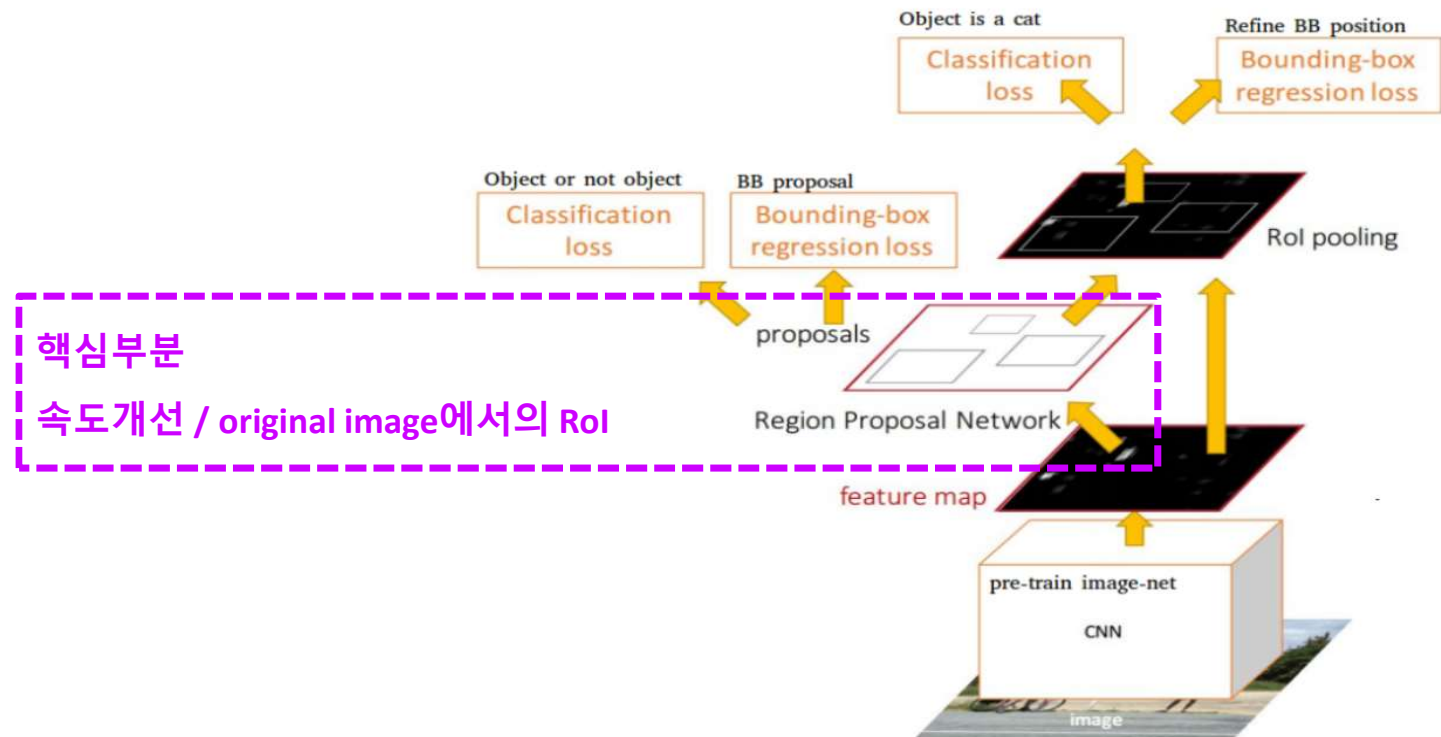 Object is a cat
Refine BB position
Classification
loss
Bounding-box
regression loss
Object or not object
BB proposal
Classification
loss
Bounding-box
regression loss
RoI pooling
proposals
핵심부분
속도개선 / original image에서의 RoI
Region Proposal Network
feature map
pre-train image-net
CNN
image